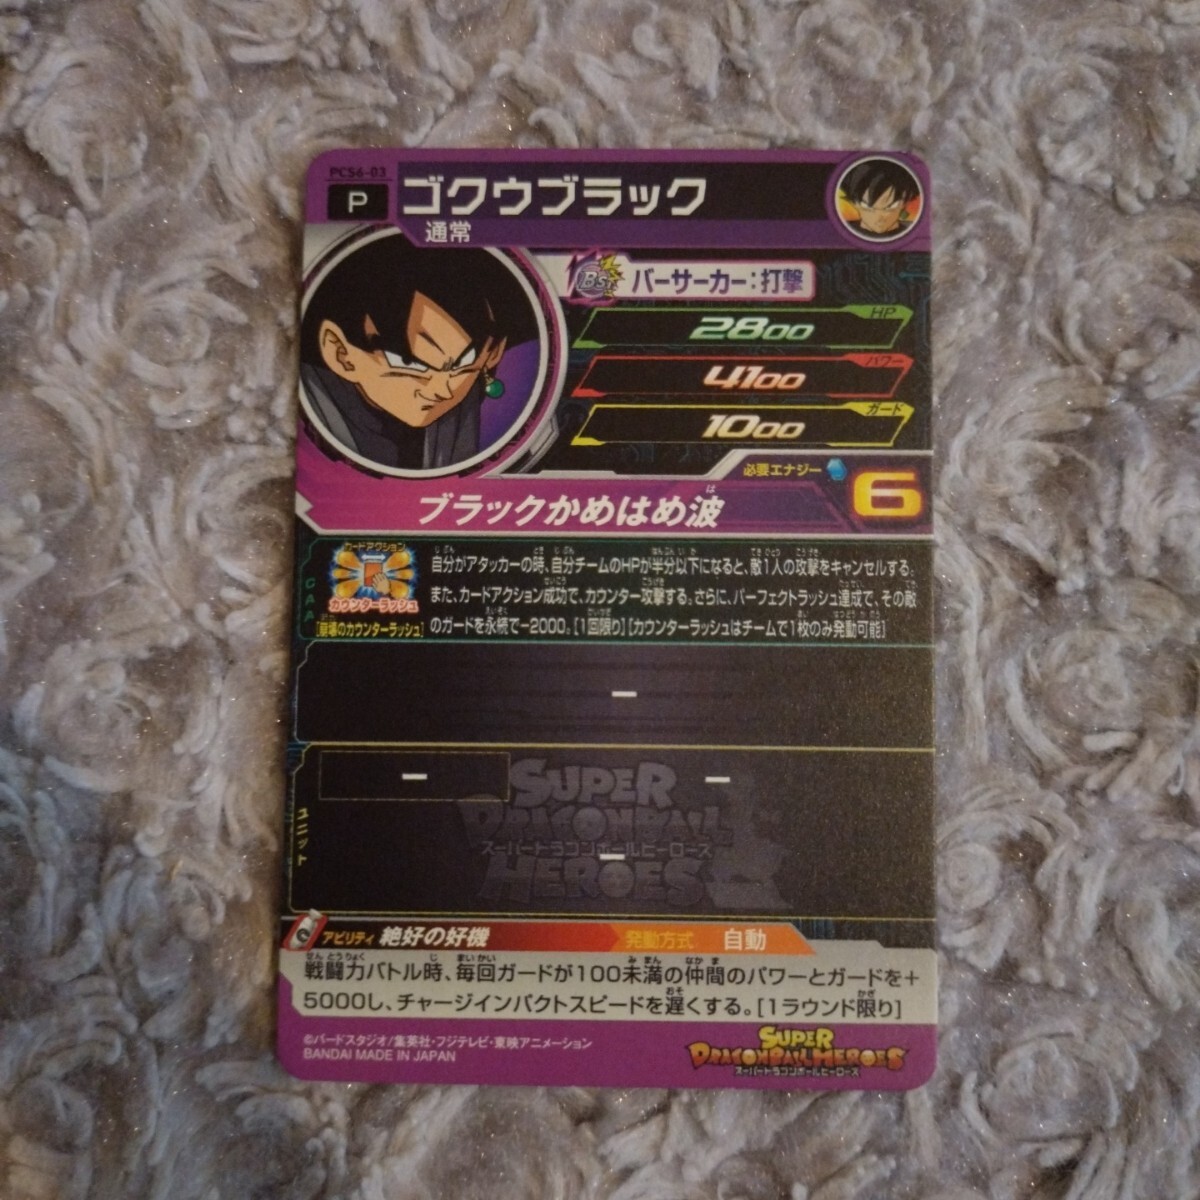 PCS6-03
P
ゴクウブラック
通常
BS
バーサーカー:打撃
HP
2800
パワー
4100
ガード
1000
必要エナジー
6
ブラックかめはめ波
は
カードアクション
カウンターラッシュ
[崩壊のカウンターラッシュ]
CAA
自分がアタッカーの時、自分チームのHPが半分以下になると、敵1人の攻撃をキャンセルする。
また、カードアクション成功で、カウンター攻撃する。さらに、パーフェクトラッシュ達成で、その敵
のガードを永続で-2000。[1回限り][カウンターラッシュはチームで1枚のみ発動可能]
ー
ユニット
ー
ー
ー
SUPER
DRAGONBALL
スーパードラゴンボールヒーローズ
HEROES
アビリティ 絶好の好機
発動方式 自動
戦闘力バトル時、毎回ガードが100未満の仲間のパワーとガードを+
5000し、チャージインパクトスピードを遅くする。[1ラウンド限り]
©バードスタジオ/集英社・フジテレビ・東映アニメーション
BANDAI MADE IN JAPAN
SUPER
DRAGONBALL HEROES
スーパードラゴンボールヒーローズ